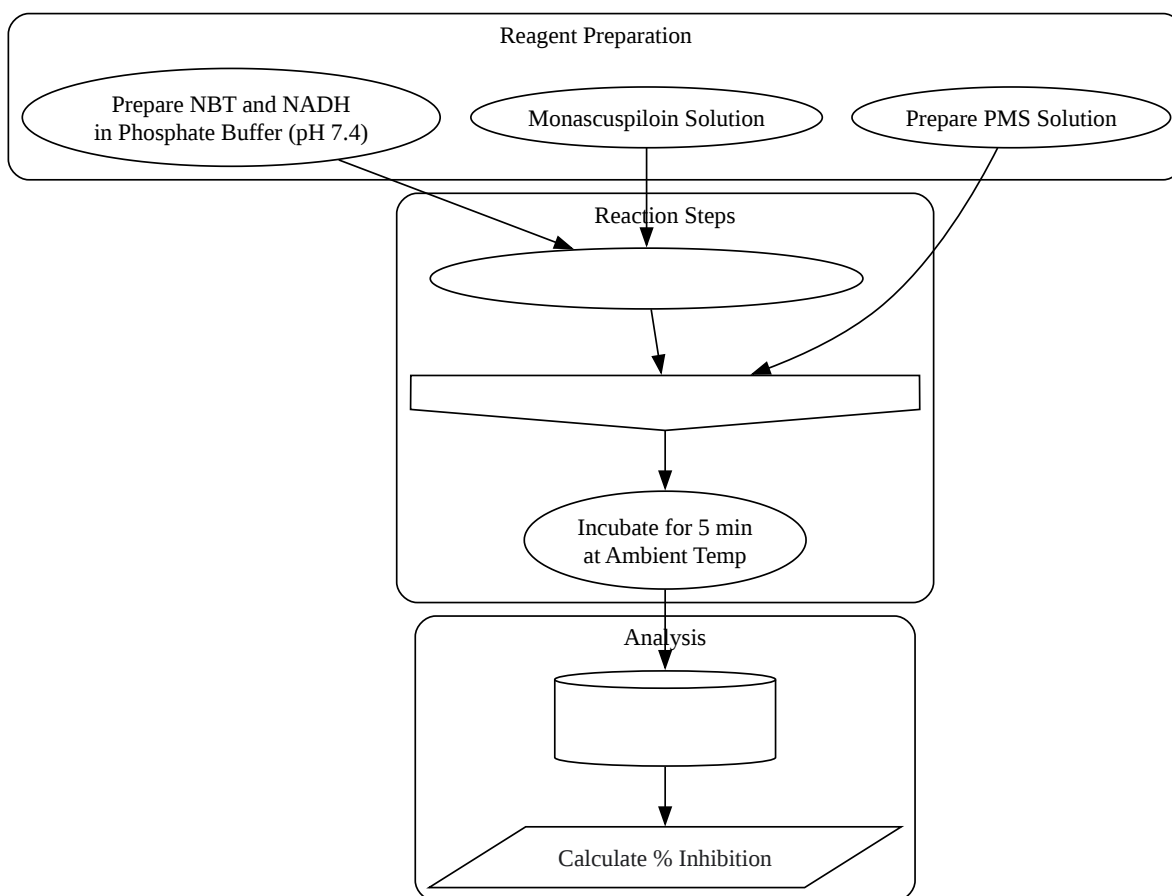 Reagent Preparation
Prepare NBT and NADH
in Phosphate Buffer (pH 7.4)
Monascuspiloin Solution
Prepare PMS Solution
Reaction Steps
Incubate for 5 min
at Ambient Temp
Analysis
Calculate % Inhibition